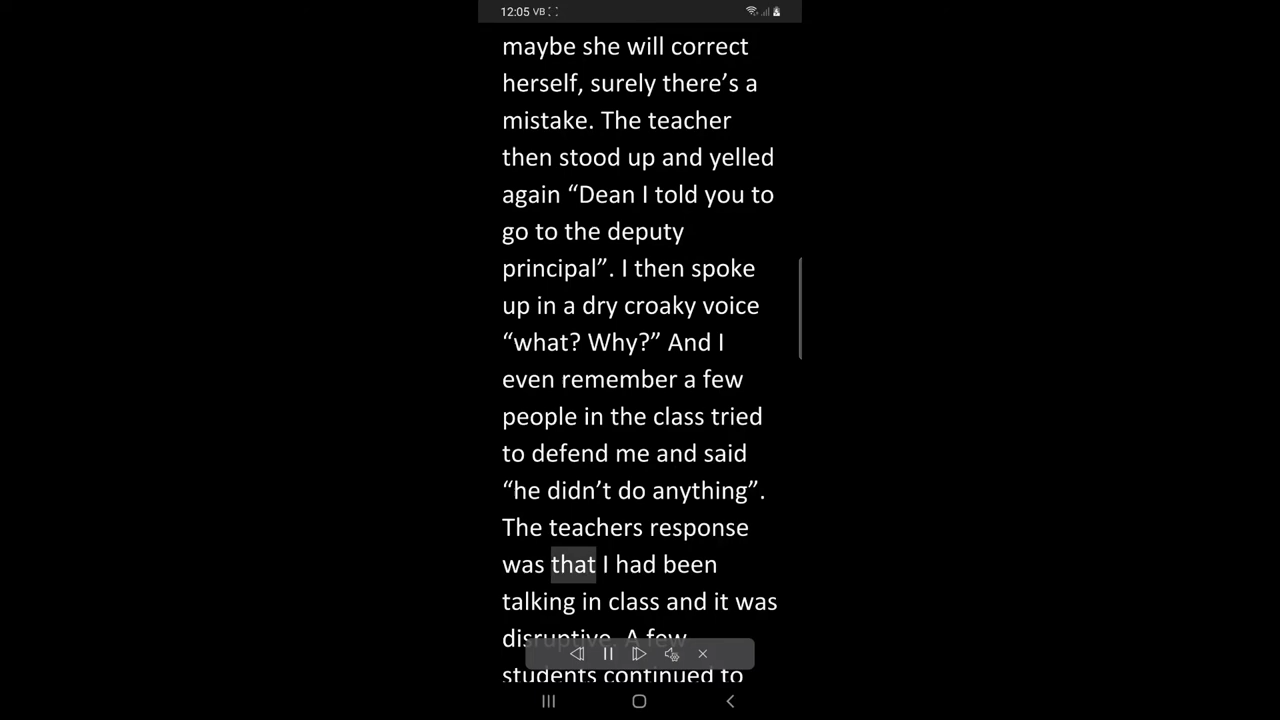 12:05 VB
maybe she will correct
herself, surely there’s a
mistake. The teacher
then stood up and yelled
again “Dean I told you to
go to the deputy
principal”. I then spoke
up in a dry croaky voice
“what? Why?” And I
even remember a few
people in the class tried
to defend me and said
“he didn’t do anything”.
The teachers response
was that I had been
talking in class and it was
disruptive. A few
students continued to